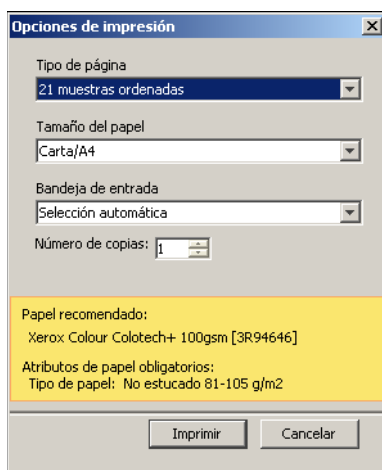 Opciones de impresión
Tipo de página
21 muestras ordenadas
Tamaño del papel
Carta/A4
Bandeja de entrada
Selección automática
Número de copias: 1
Papel recomendado:
Xerox Colour Colotech+ 100gsm [3R94646]
Atributos de papel obligatorios:
Tipo de papel: No estucado 81-105 g/m2
Imprimir Cancelar